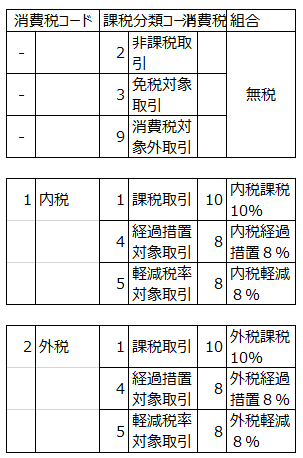 消費税コード 課税分類コード 消費税 組合
- 2 非課税取
引
- 3 免税対象
取引
- 9 消費税対
象外取引
無税
1 内税 1 課税取引 10 内税課税
10%
4 経過措置
対象取引 8 内税経過
措置８％
5 軽減税率
対象取引 8 内税軽減
８％
2 外税 1 課税取引 10 外税課税
10%
4 経過措置
対象取引 8 外税経過
措置８％
5 軽減税率
対象取引 8 外税軽減
８％